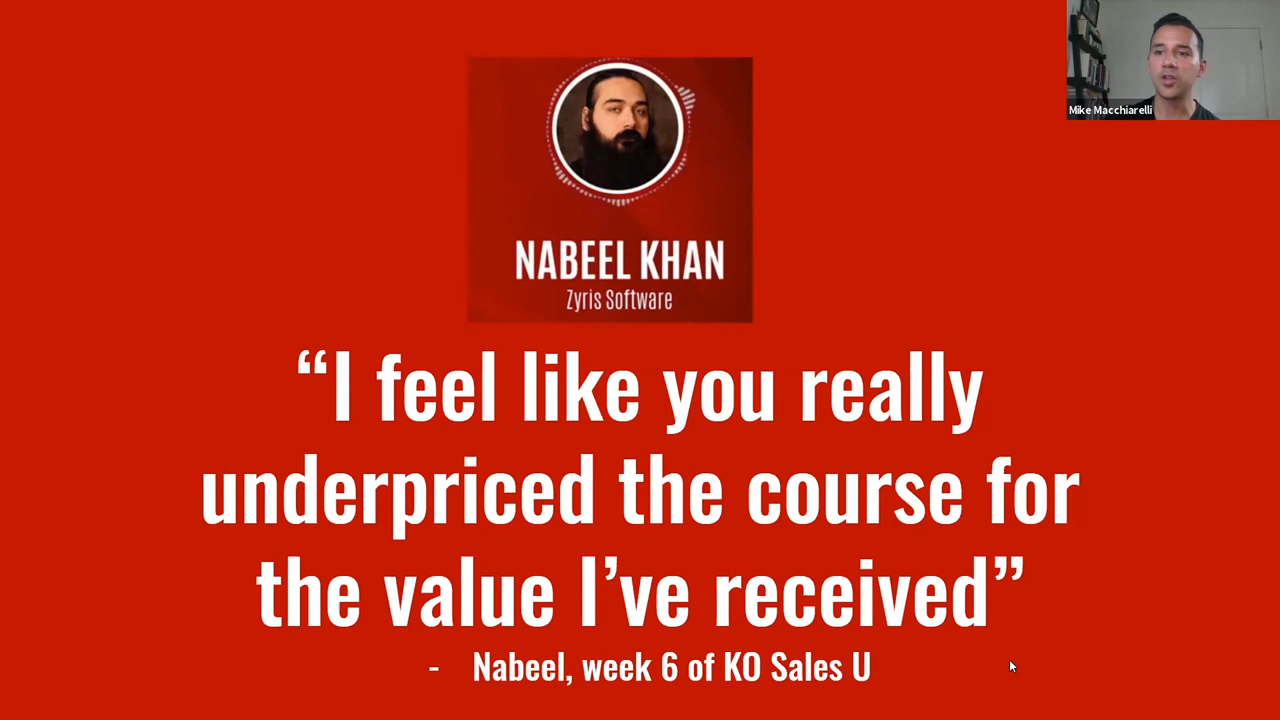 Mike Macchiarelli
NABEEL KHAN
Zyris Software
“I feel like you really
underpriced the course for
the value I’ve received”
- Nabeel, week 6 of KO Sales U